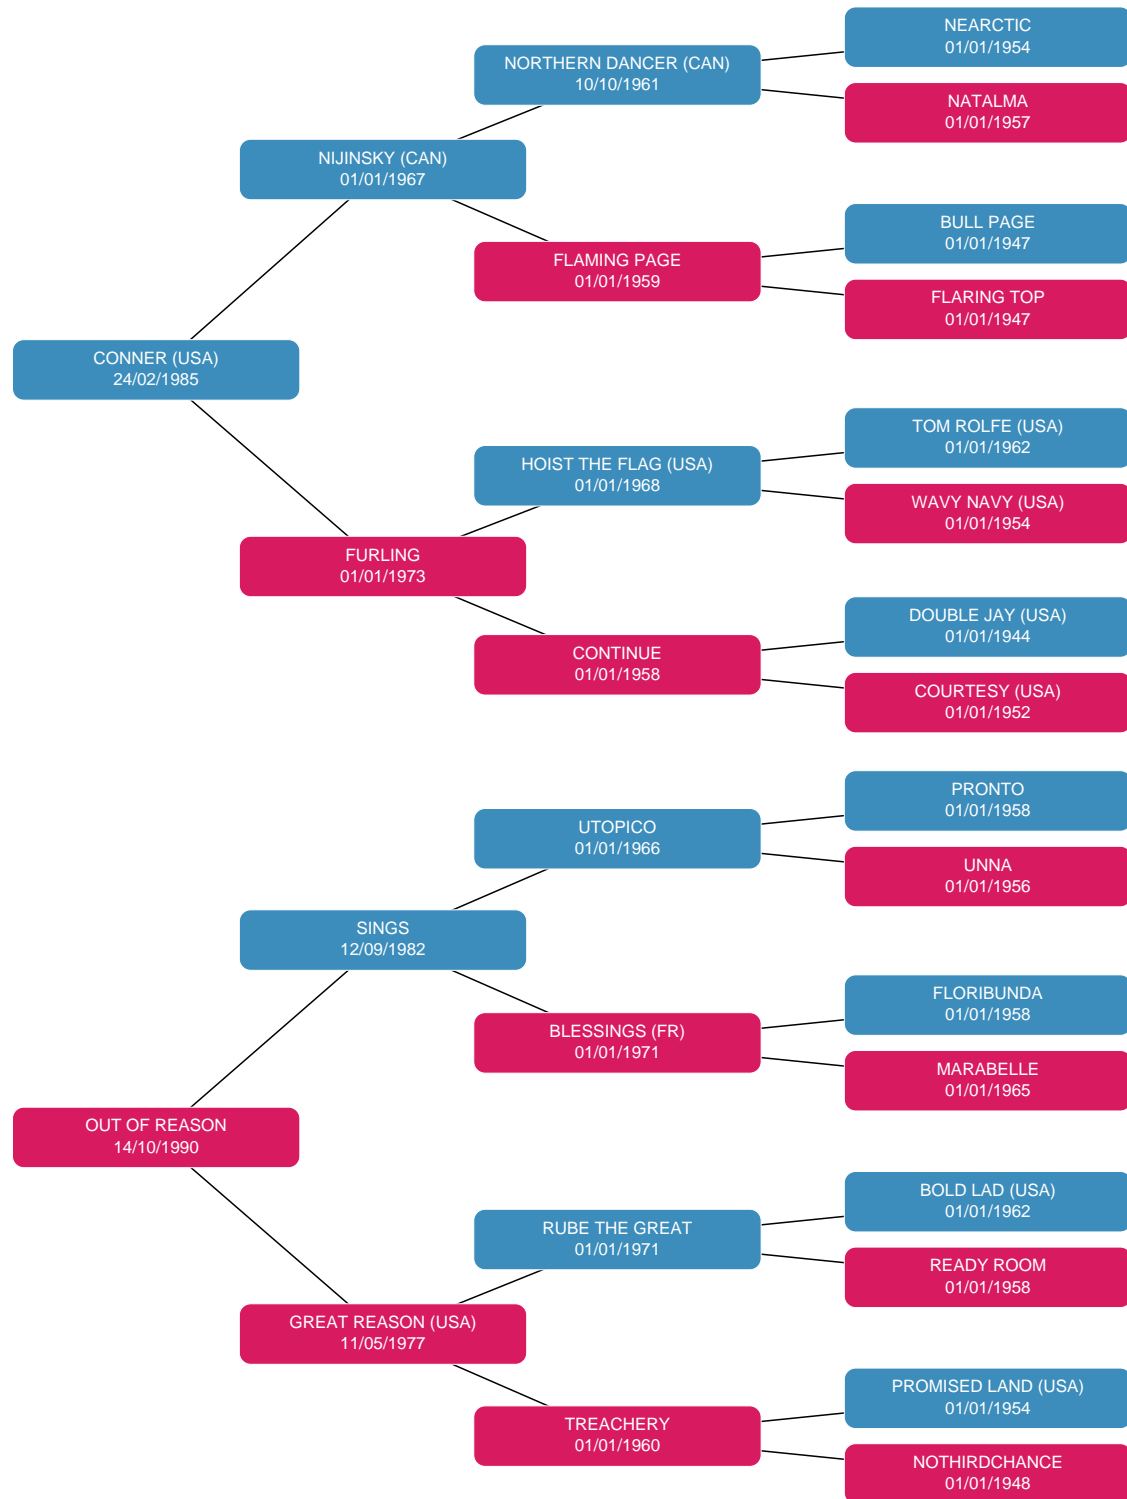 NEARCTIC
01/01/1954
NORTHERN DANCER (CAN)
10/10/1961
NATALMA
01/01/1957
NIJINSKY (CAN)
01/01/1967
BULL PAGE
01/01/1947
FLAMING PAGE
01/01/1959
FLARING TOP
01/01/1947
CONNER (USA)
24/02/1985
TOM ROLFE (USA)
01/01/1962
HOIST THE FLAG (USA)
01/01/1968
WAVY NAVY (USA)
01/01/1954
FURLING
01/01/1973
DOUBLE JAY (USA)
01/01/1944
CONTINUE
01/01/1958
COURTESY (USA)
01/01/1952
PRONTO
01/01/1958
UTOPICO
01/01/1966
UNNA
01/01/1956
SINGS
12/09/1982
FLORIBUNDA
01/01/1958
BLESSINGS (FR)
01/01/1971
MARABELLE
01/01/1965
OUT OF REASON
14/10/1990
BOLD LAD (USA)
01/01/1962
RUBE THE GREAT
01/01/1971
READY ROOM
01/01/1958
GREAT REASON (USA)
11/05/1977
PROMISED LAND (USA)
01/01/1954
TREACHERY
01/01/1960
NOTHIRDCHANCE
01/01/1948